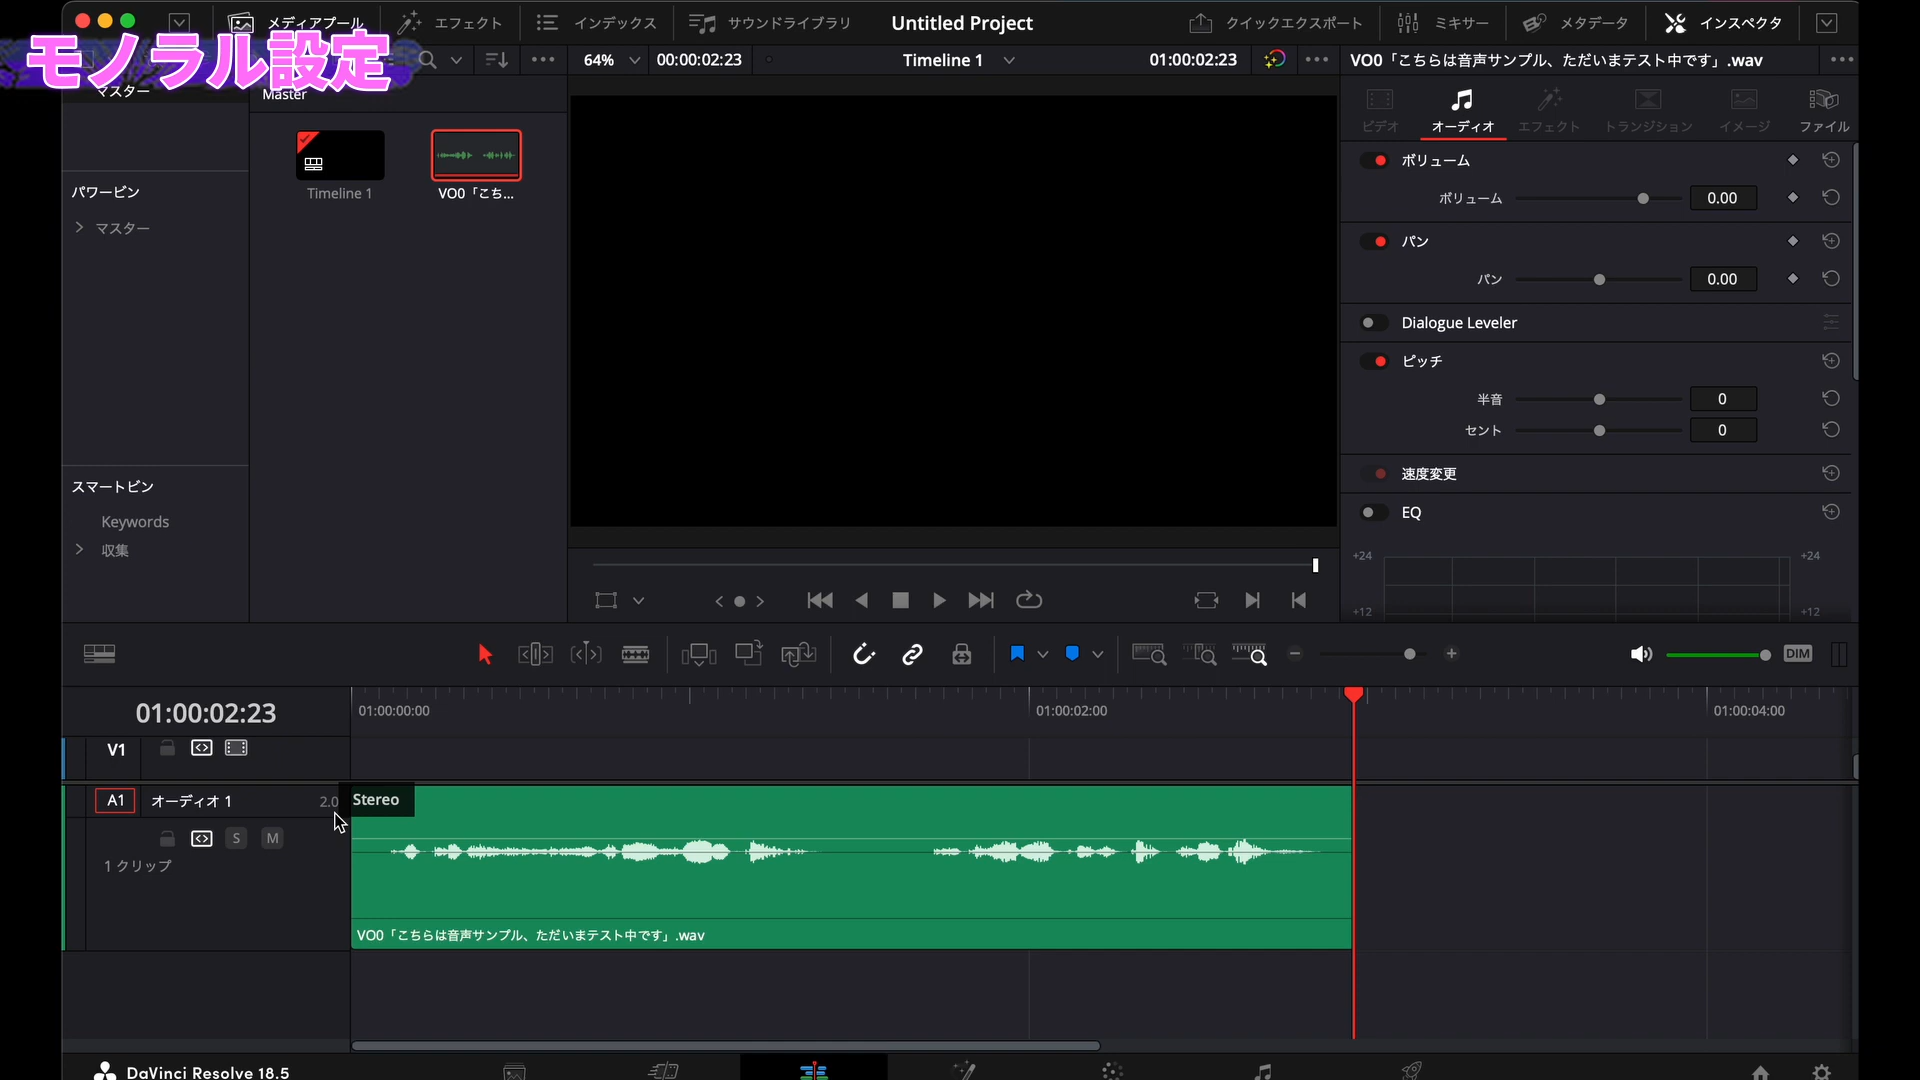 モノラル設定
メディアプール
エフェクト
インデックス
サウンドライブラリ
Untitled Project
クイックエクスポート
ミキサー
メタデータ
インスペクタ
64%
00:00:02:23
Timeline 1
01:00:02:23
VO0「こちらは音声サンプル、ただいまテスト中です」.wav
マスター
Master
ビデオ
オーディオ
エフェクト
トランジション
イメージ
ファイル
Timeline 1
VO0「こち...
パワービン
マスター
スマートビン
Keywords
収集
ボリューム
ボリューム
0.00
パン
パン
0.00
Dialogue Leveler
ピッチ
半音
0
セント
0
速度変更
EQ
+24
+24
+12
+12
DIM
01:00:02:23
01:00:00:00
01:00:02:00
01:00:04:00
V1
A1
オーディオ 1
2.0
Stereo
S
M
1 クリップ
VO0「こちらは音声サンプル、ただいまテスト中です」.wav
DaVinci Resolve 18.5